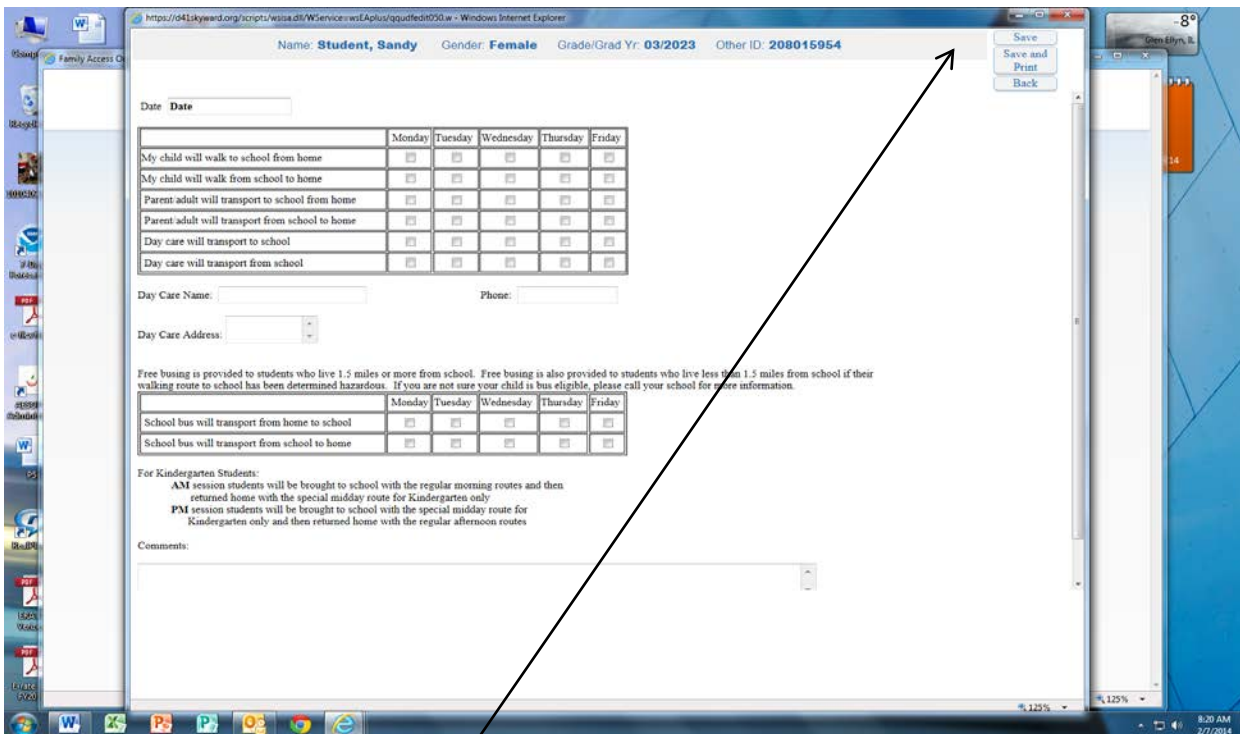 https://d41skyward.org/scripts/wsisa.dll/WService=wsEAplus/qqudfedit050.w - Windows Internet Explorer
-8°
Glen Ellyn, IL
Family Access
Name: Student, Sandy Gender: Female Grade/Grad Yr: 03/2023 Other ID: 208015954
Save
Save and
Print
Back
Date Date
Monday Tuesday Wednesday Thursday Friday
My child will walk to school from home
My child will walk from school to home
Parent/adult will transport to school from home
Parent/adult will transport from school to home
Day care will transport to school
Day care will transport from school
Day Care Name: Phone:
Day Care Address:
Free busing is provided to students who live 1.5 miles or more from school. Free busing is also provided to students who live less than 1.5 miles from school if their
walking route to school has been determined hazardous. If you are not sure your child is bus eligible, please call your school for more information.
Monday Tuesday Wednesday Thursday Friday
School bus will transport from home to school
School bus will transport from school to home
For Kindergarten Students:
AM session students will be brought to school with the regular morning routes and then
returned home with the special midday route for Kindergarten only
PM session students will be brought to school with the special midday route for
Kindergarten only and then returned home with the regular afternoon routes
Comments:
125%
125%
8:20 AM
2/7/2014